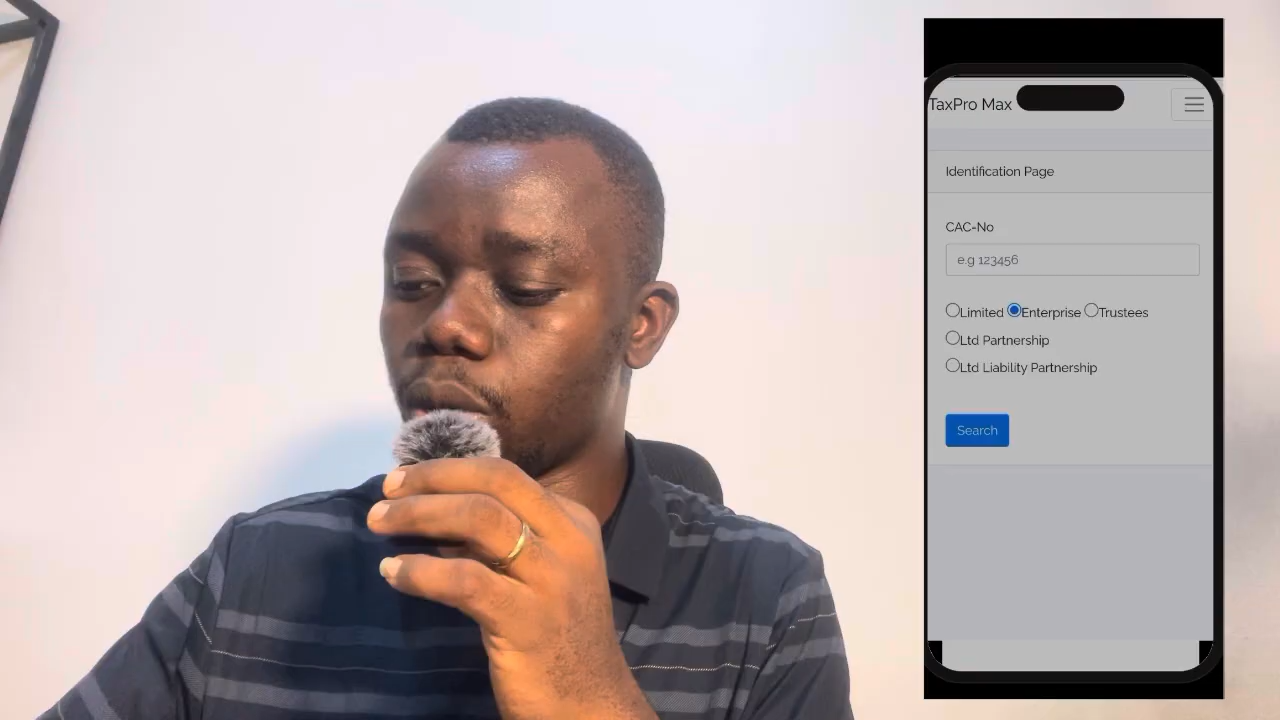 TaxPro Max
Identification Page
CAC-No
e.g 123456
Limited Enterprise Trustees
Ltd Partnership
Ltd Liability Partnership
Search